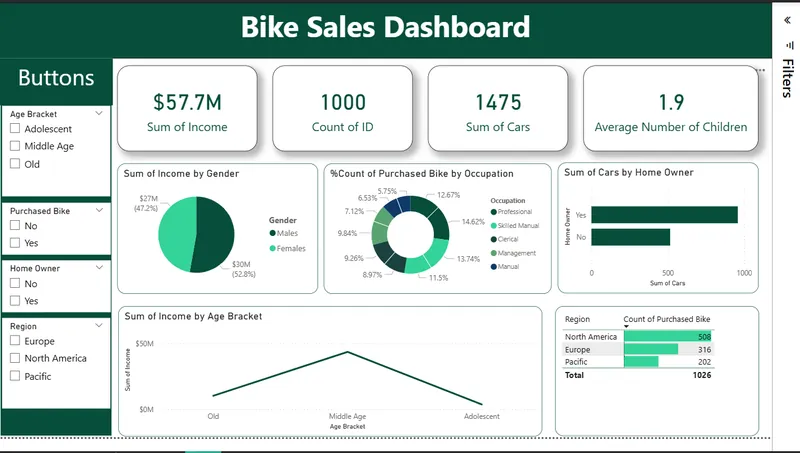 Bike Sales Dashboard
Filters
Buttons
Age Bracket
Adolescent
Middle Age
Old
Purchased Bike
No
Yes
Home Owner
No
Yes
Region
Europe
North America
Pacific
$57.7M
Sum of Income
1000
Count of ID
1475
Sum of Cars
1.9
Average Number of Children
Sum of Income by Gender
$27M
(47.2%)
$30M
(52.8%)
Gender
Males
Females
%Count of Purchased Bike by Occupation
5.75%
6.53%
7.12%
9.84%
9.26%
8.97%
11.5%
13.74%
14.62%
12.67%
Occupation
Professional
Skilled Manual
Clerical
Management
Manual
Sum of Cars by Home Owner
Home Owner
Yes
No
0 500 1000
Sum of Cars
Sum of Income by Age Bracket
Sum of Income
$50M
$0M
Old Middle Age Adolescent
Age Bracket
Region Count of Purchased Bike
North America 508
Europe 316
Pacific 202
Total 1026